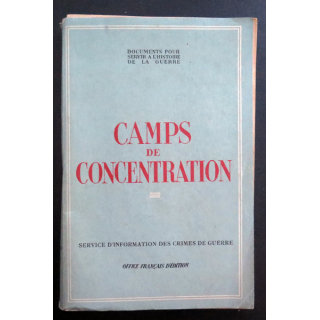 DOCUMENTS POUR
SERVIR A L'HISTOIRE
DE LA GUERRE
CAMPS
DE
CONCENTRATION
SERVICE D'INFORMATION DES CRIMES DE GUERRE
OFFICE FRANÇAIS D'ÉDITION